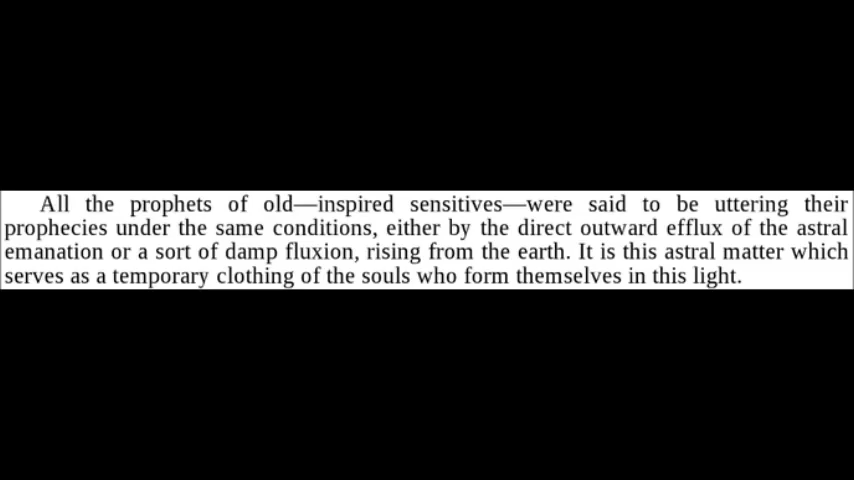 All the prophets of old—inspired sensitives—were said to be uttering their
prophecies under the same conditions, either by the direct outward efflux of the astral
emanation or a sort of damp fluxion, rising from the earth. It is this astral matter which
serves as a temporary clothing of the souls who form themselves in this light.